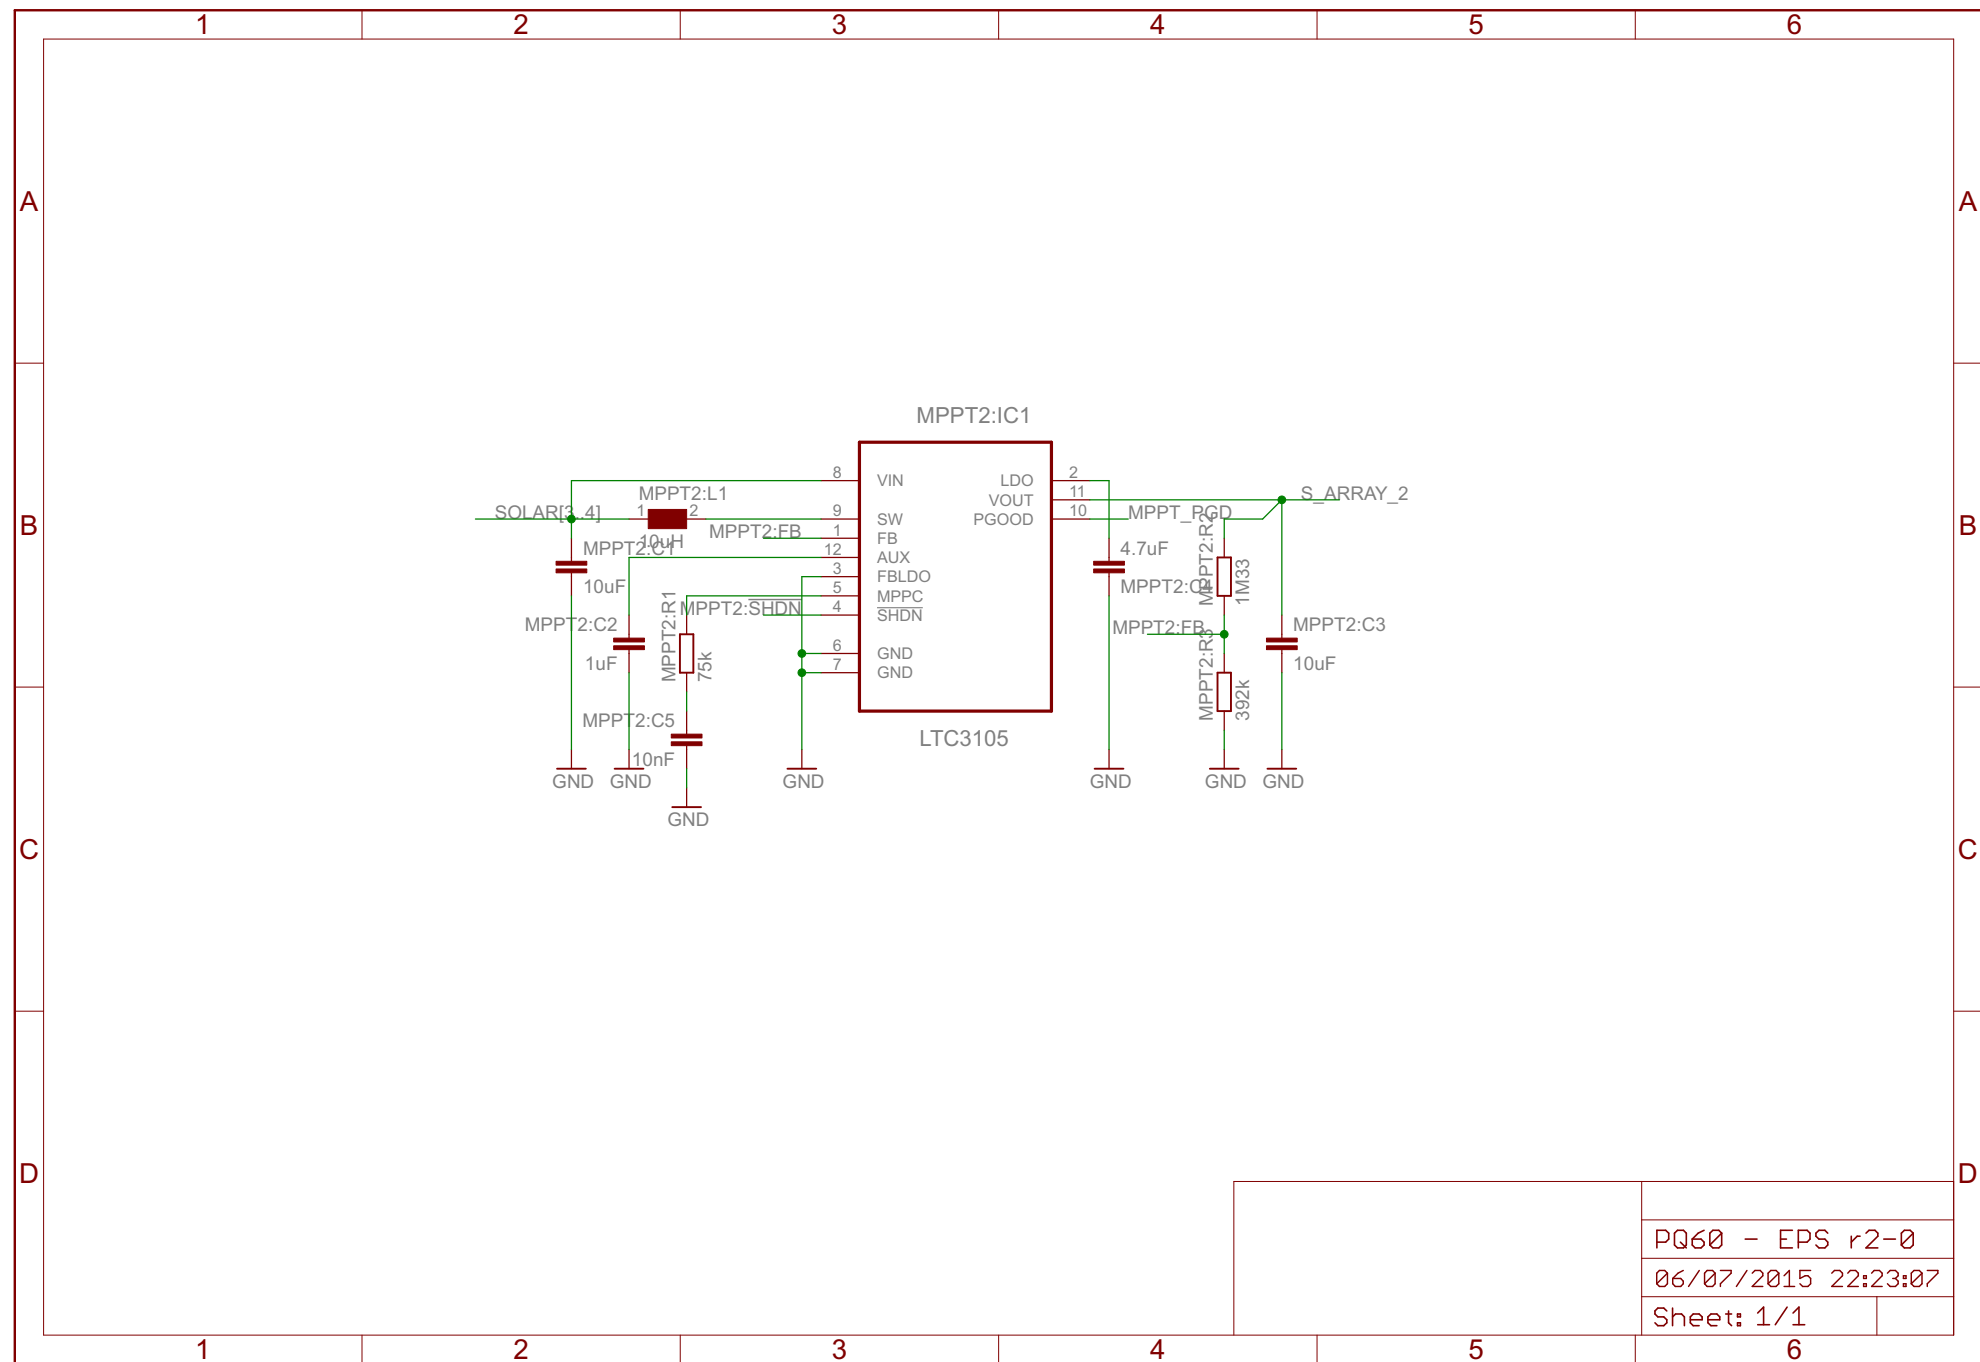 1 2 3 4 5 6
A A
MPPT2:IC1
8 VIN LDO 2
MPPT2:L1 VOUT 11 S_ARRAY_2
B SOLAR[3..4] 1 2 9 SW PGOOD 10 MPPT_PGD B
10uH MPPT2:FB 1 FB
MPPT2:C1 12 AUX 4.7uF MPPT2:R2
10uF 3 FBLDO MPPT2:C4 1M33
5 MPPC
MPPT2:SHDN 4 SHDN
MPPT2:C2 MPPT2:R1 MPPT2:FB MPPT2:C3
1uF 75k 6 GND 10uF
7 GND MPPT2:R3
392k
MPPT2:C5
10nF LTC3105
GND GND GND GND GND GND
GND
C C
D D
PQ60 - EPS r2-0
06/07/2015 22:23:07
Sheet: 1/1
1 2 3 4 5 6